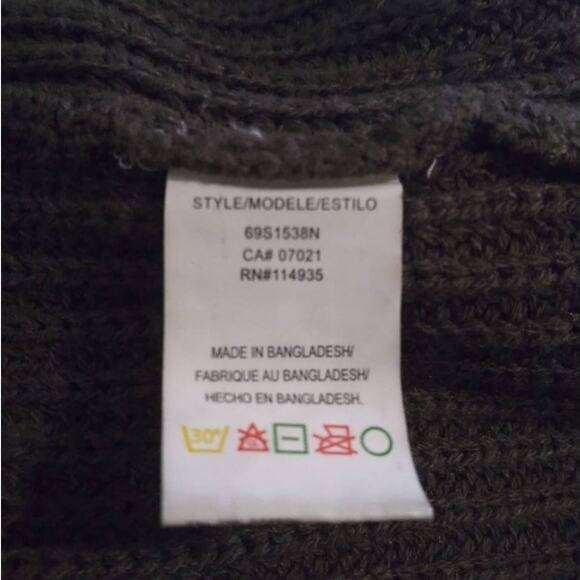 STYLE/MODELE/ESTILO
69S1538N
CA# 07021
RN#114935
MADE IN BANGLADESH/
FABRIQUE AU BANGLADESH/
HECHO EN BANGLADESH.
30°